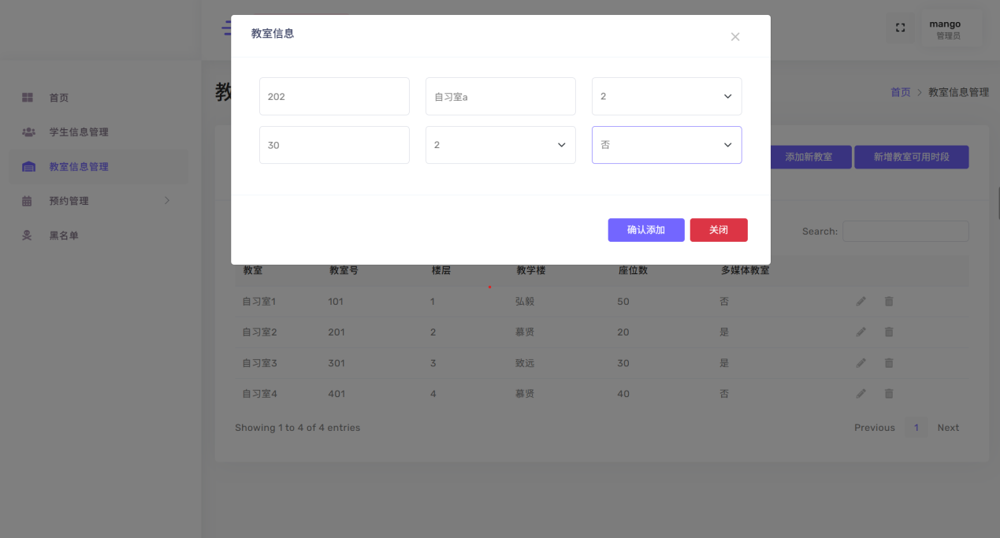 教室信息
mango
管理员
首页
学生信息管理
教室信息管理
预约管理
黑名单
教
首页 > 教室信息管理
202 自习室a 2
30 2 否
确认添加 关闭
添加新教室 新增教室可用时段
Search:
教室 教室号 楼层 教学楼 座位数 多媒体教室
自习室1 101 1 弘毅 50 否
自习室2 201 2 慕贤 20 是
自习室3 301 3 致远 30 是
自习室4 401 4 慕贤 40 否
Showing 1 to 4 of 4 entries
Previous 1 Next